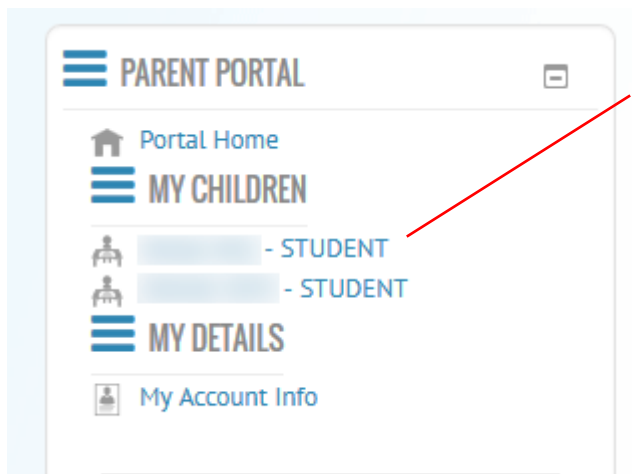 PARENT PORTAL
Portal Home
MY CHILDREN
- STUDENT
- STUDENT
MY DETAILS
My Account Info